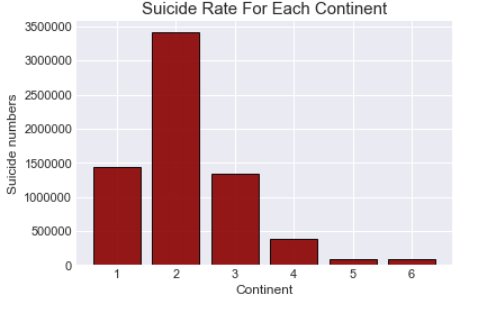 Suicide Rate For Each Continent
3500000
3000000
2500000
2000000
1500000
1000000
500000
0
Suicide numbers
1 2 3 4 5 6
Continent